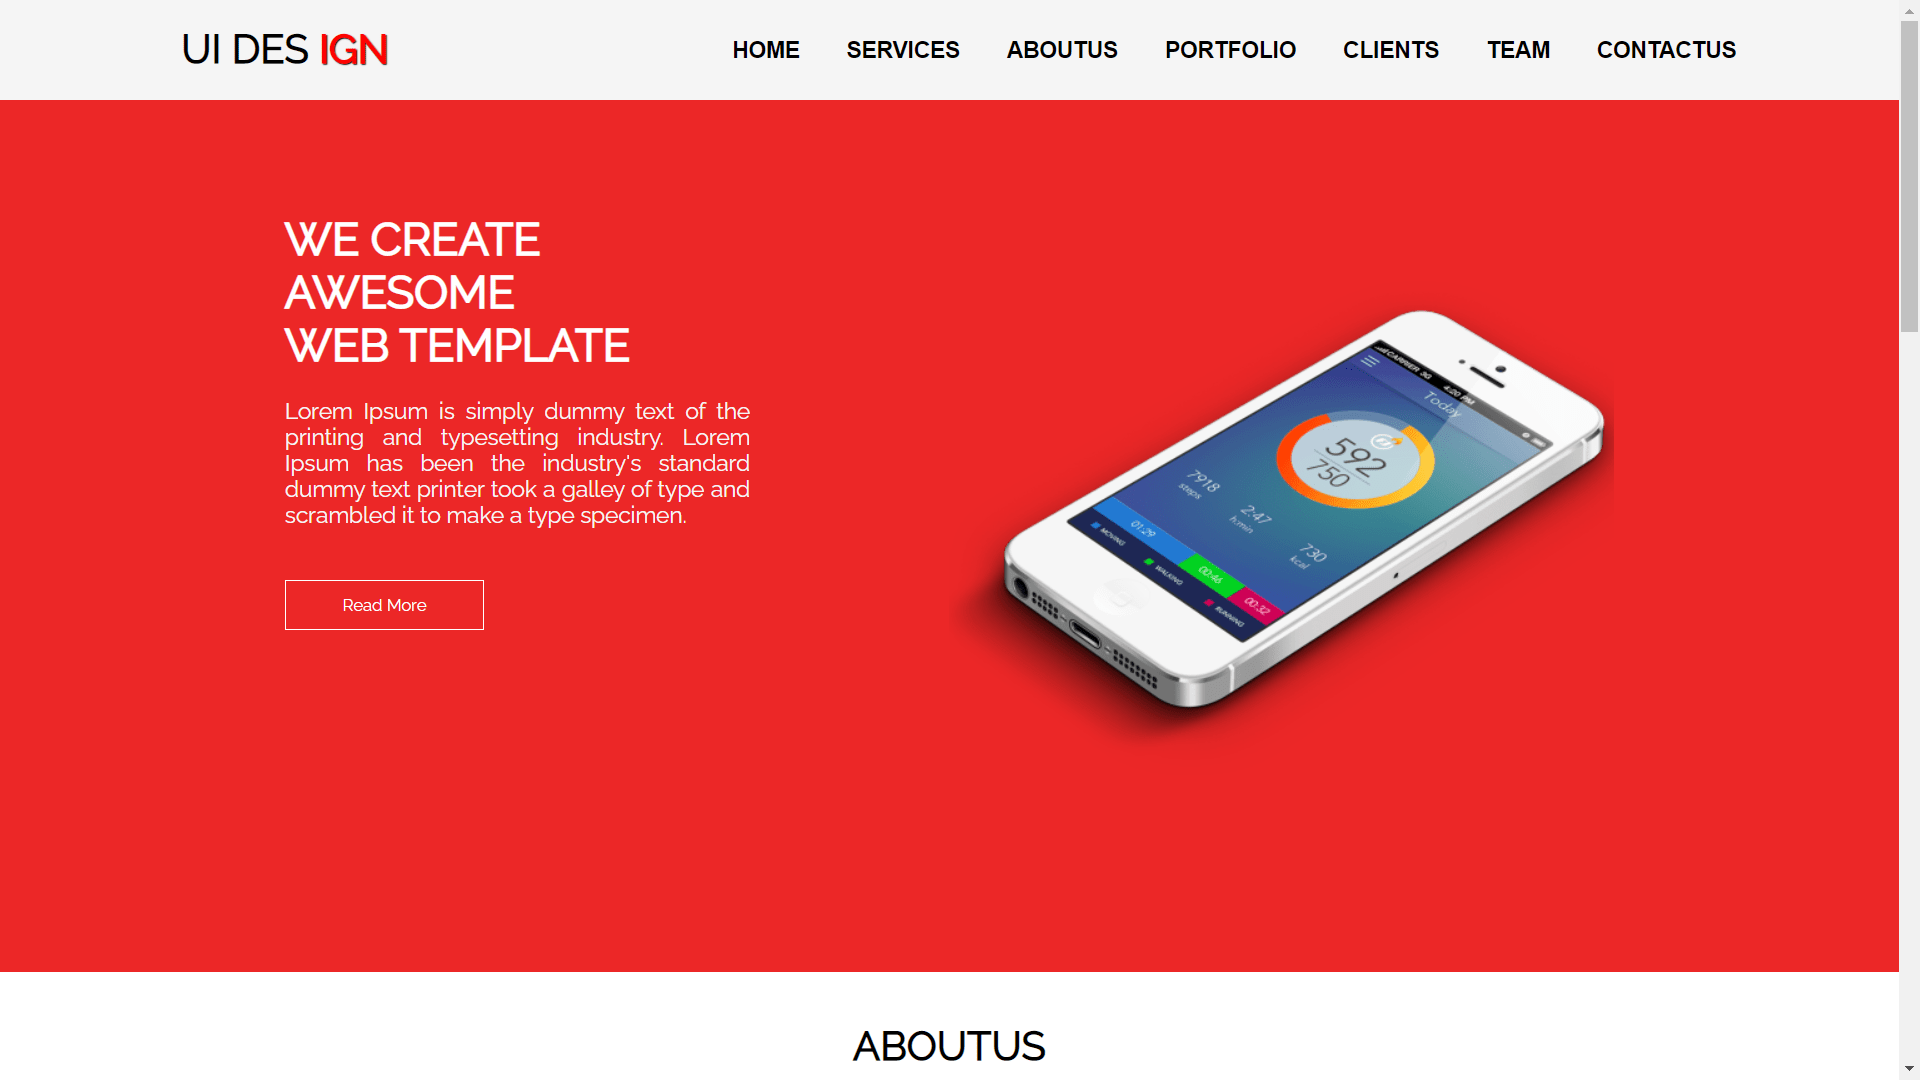 UI DES IGN
HOME SERVICES ABOUTUS PORTFOLIO CLIENTS TEAM CONTACTUS
WE CREATE
AWESOME
WEB TEMPLATE
Lorem Ipsum is simply dummy text of the
printing and typesetting industry. Lorem
Ipsum has been the industry's standard
dummy text printer took a galley of type and
scrambled it to make a type specimen.
Read More
CARRIER 3G
4:20 PM
Today
592
750
7918
steps
2:47
h:min
730
kcal
01:29
00:46
00:32
MOVING
WALKING
RUNNING
ABOUTUS